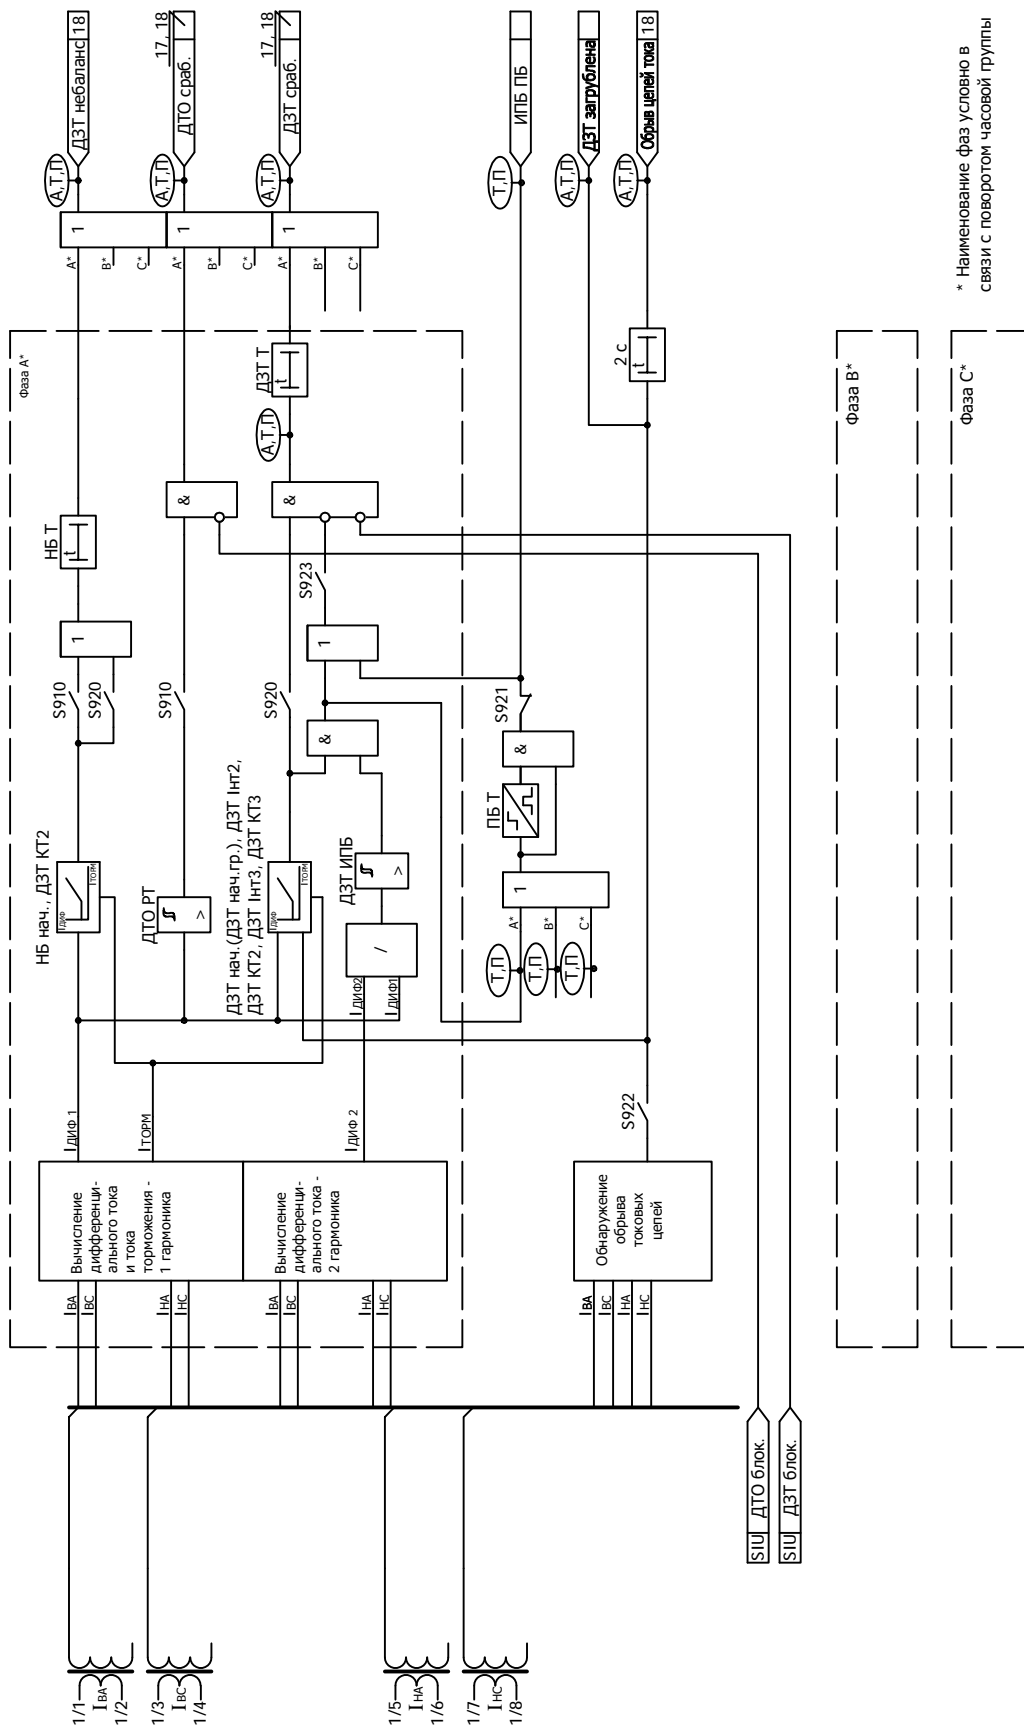 1/1
IВА
1/2
1/3
IВС
1/4
1/5
IНА
1/6
1/7
IНС
1/8
SIU ДТО блок.
SIU ДЗТ блок.
Фаза А*
IВА
IВС
IНА
IНС
Вычисление
дифференци-
ального тока
и тока
торможения -
1 гармоника
IВА
IВС
IНА
IНС
Вычисление
дифференци-
ального тока -
2 гармоника
IВА
IВС
IНА
IНС
Обнаружение
обрыва
токовых
цепей
IДИФ 1
IТОРМ
IДИФ 2
S922
НБ нач., ДЗТ КТ2
IДИФ
IТОРМ
ДТО РТ
>
ДЗТ нач.(ДЗТ нач.гр.), ДЗТ Iнт2,
ДЗТ КТ2, ДЗТ Iнт3, ДЗТ КТ3
IДИФ
IТОРМ
IДИФ2
IДИФ1
/
ДЗТ ИПБ
>
Т,П
Т,П
Т,П
А*
В*
С*
1
ПБ Т
&
S921
S910
S920
1
НБ Т
t
S910
&
S920
&
1
S923
&
А,Т,П
ДЗТ Т
t
2 с
t
А*
В*
С*
1
А*
В*
С*
1
А*
В*
С*
1
А,Т,П
ДЗТ небаланс 18
А,Т,П
ДТО сраб.
17, 18
А,Т,П
ДЗТ сраб.
17, 18
Т,П
ИПБ ПБ
А,Т,П
ДЗТ загрублена
А,Т,П
Обрыв цепей тока 18
Фаза В*
Фаза С*
* Наименование фаз условно в
связи с поворотом часовой группы